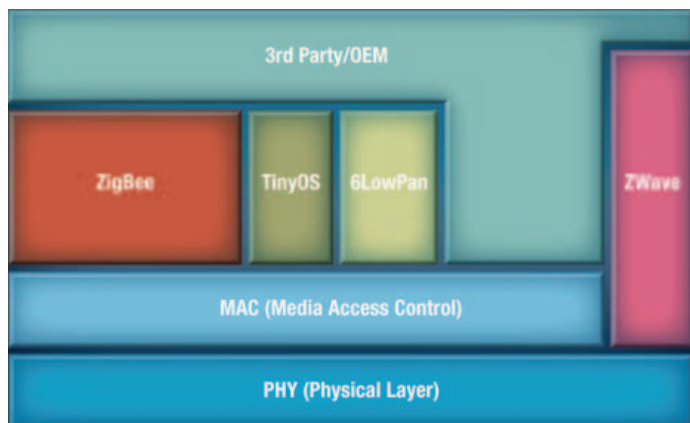 3rd Party/OEM
ZigBee
TinyOS
6LowPan
ZWave
MAC (Media Access Control)
PHY (Physical Layer)